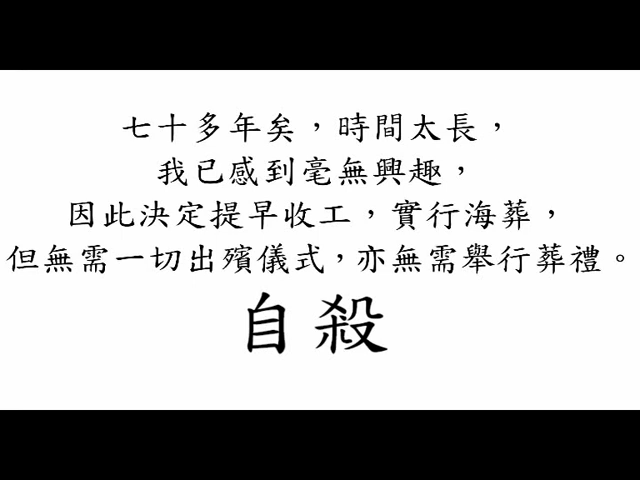 七十多年矣，時間太長，
我已感到毫無興趣，
因此決定提早收工，實行海葬，
但無需一切出殯儀式，亦無需舉行葬禮。
自殺